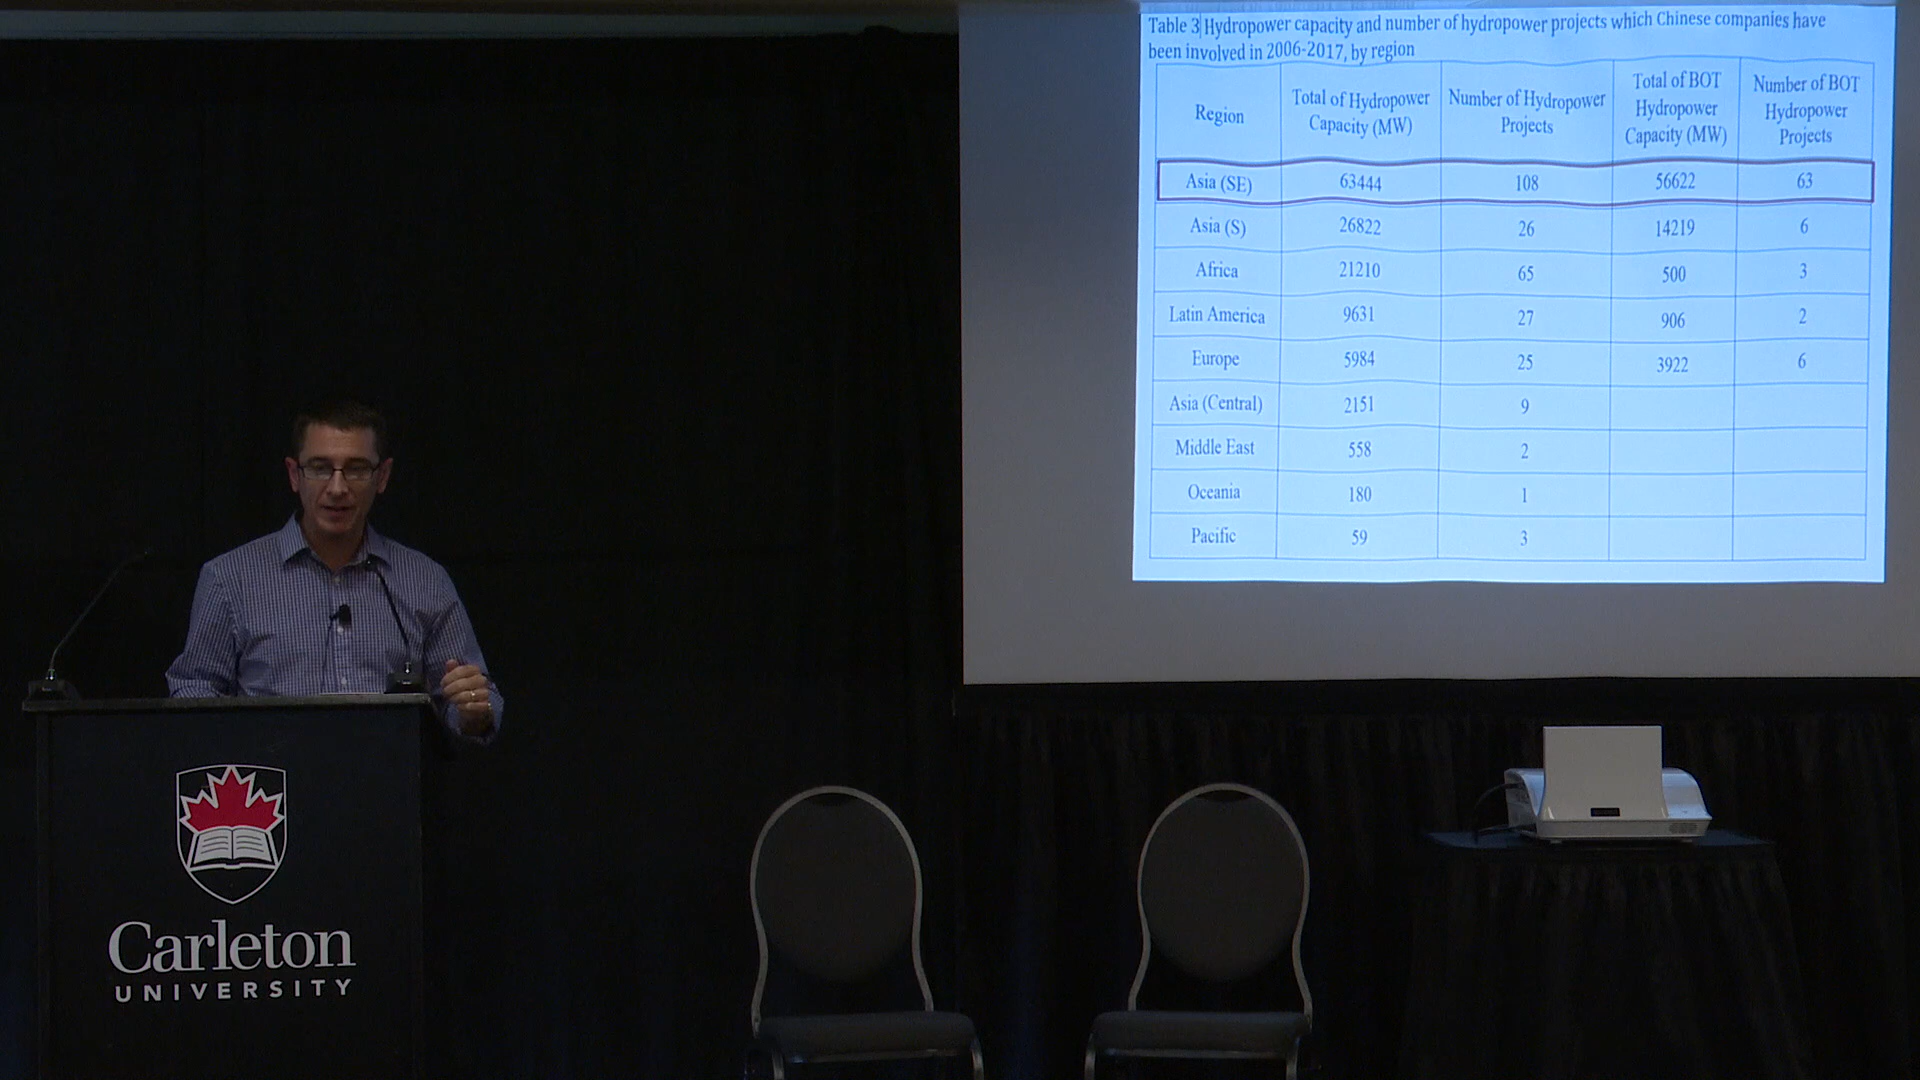 Table 3 Hydropower capacity and number of hydropower projects which Chinese companies have
been involved in 2006-2017, by region
Region
Total of Hydropower
Capacity (MW)
Number of Hydropower
Projects
Total of BOT
Hydropower
Capacity (MW)
Number of BOT
Hydropower
Projects
Asia (SE) 63444 108 56622 63
Asia (S) 26822 26 14219 6
Africa 21210 65 500 3
Latin America 9631 27 906 2
Europe 5984 25 3922 6
Asia (Central) 2151 9
Middle East 558 2
Oceania 180 1
Pacific 59 3
Carleton
UNIVERSITY